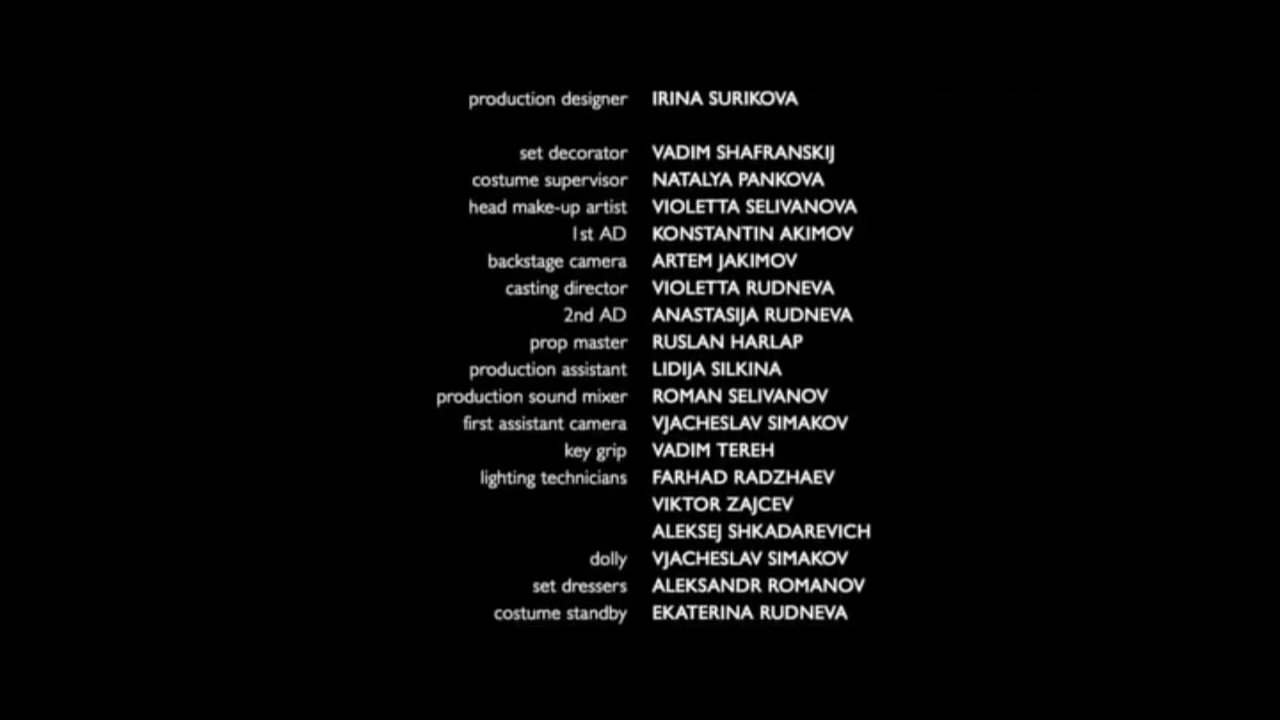 production designer IRINA SURIKOVA
set decorator VADIM SHAFRANSKIJ
costume supervisor NATALYA PANKOVA
head make-up artist VIOLETTA SELIVANOVA
1st AD KONSTANTIN AKIMOV
backstage camera ARTEM JAKIMOV
casting director VIOLETTA RUDNEVA
2nd AD ANASTASIJA RUDNEVA
prop master RUSLAN HARLAP
production assistant LIDIJA SILKINA
production sound mixer ROMAN SELIVANOV
first assistant camera VJACHESLAV SIMAKOV
key grip VADIM TEREH
lighting technicians FARHAD RADZHAEV
VIKTOR ZAJCEV
ALEKSEJ SHKADAREVICH
dolly VJACHESLAV SIMAKOV
set dressers ALEKSANDR ROMANOV
costume standby EKATERINA RUDNEVA